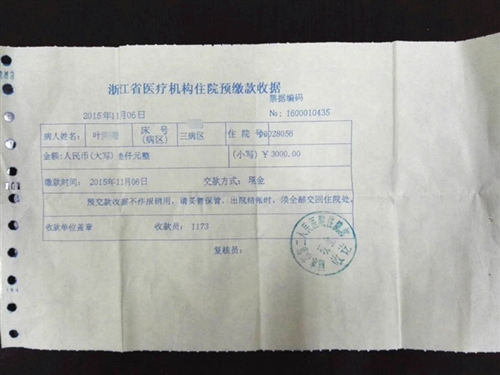 浙江省医疗机构住院预缴款收据
票据编码
2015年11月06日 №: 1600010435
病人姓名: 叶 床号(病区) 三病区 住院号 0028056
金额:人民币(大写) 叁仟元整 (小写) ¥ 3000.00
缴款时间: 2015年11月06日 交款方式: 现金
预交款收据不作报销用, 请妥善保管, 出院结帐时, 须全部交回住院处。
收款单位盖章 收款员: 1173
复核员: